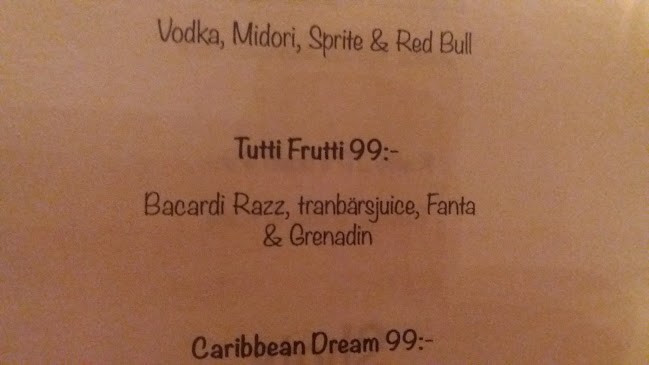 Vodka, Midori, Sprite & Red Bull
Tutti Frutti 99:-
Bacardi Razz, tranbärsjuice, Fanta
& Grenadin
Caribbean Dream 99:-